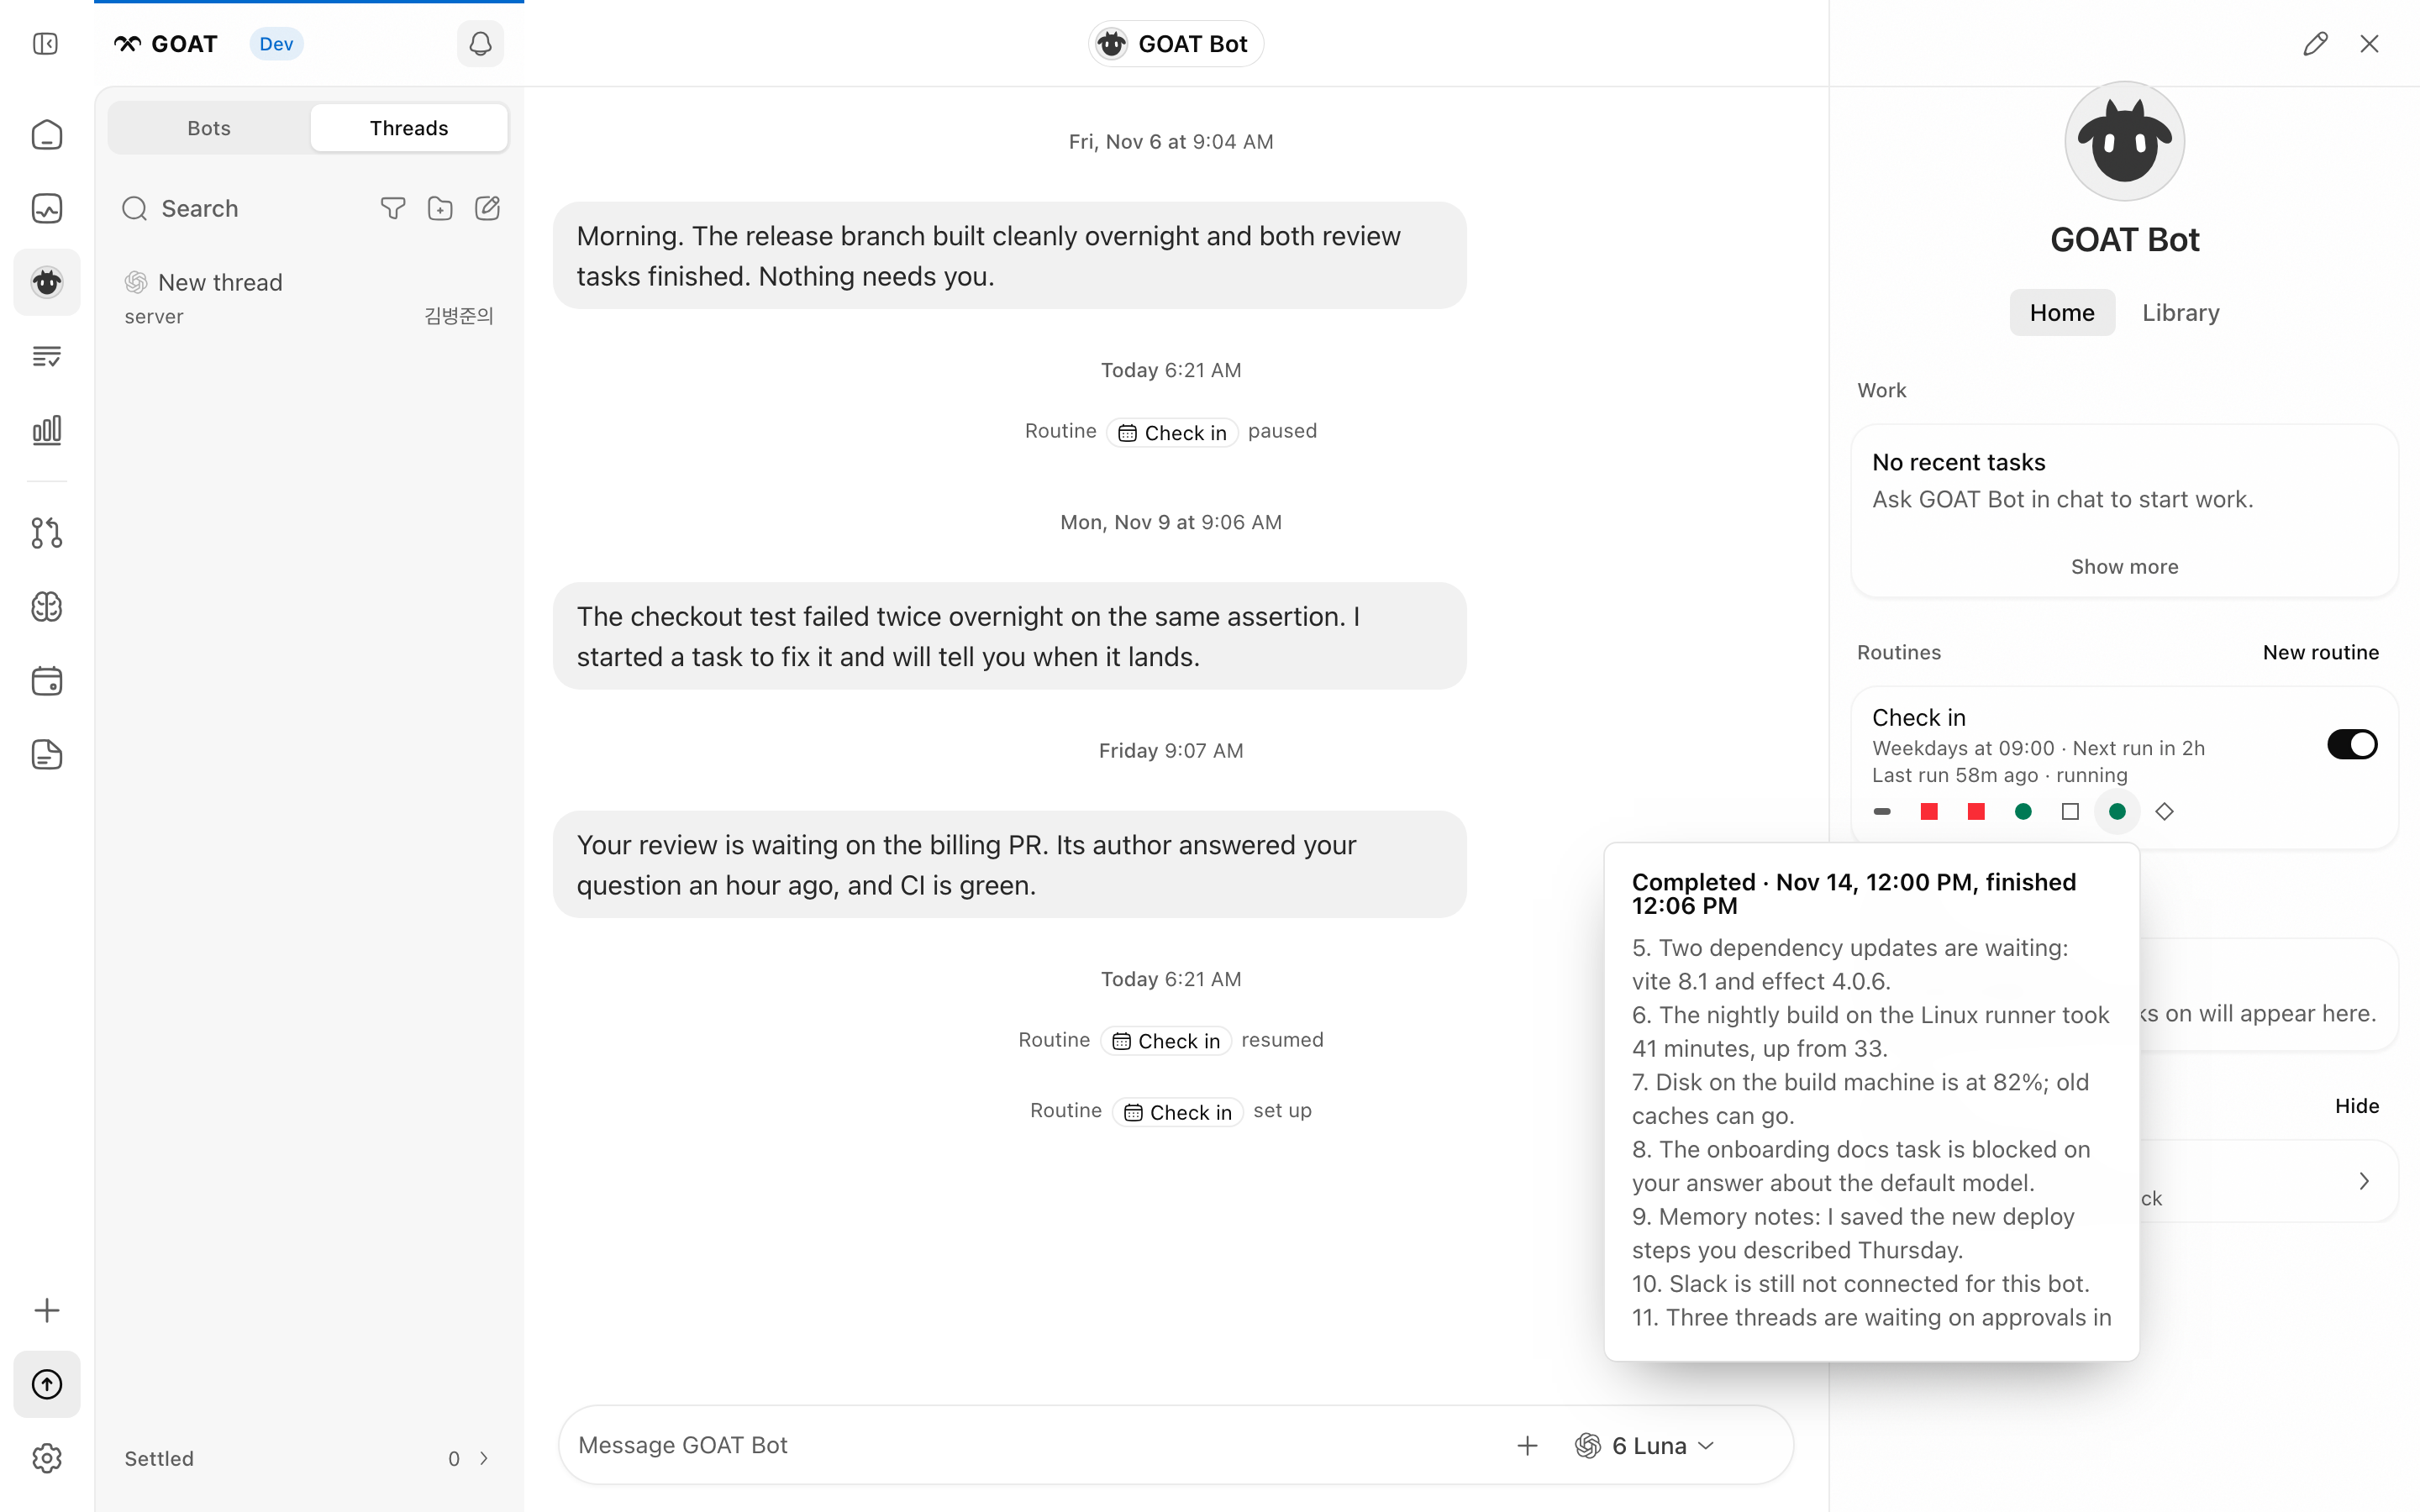 GOAT
Dev
Bots
Threads
Search
New thread
server
김병준의
Settled
0
GOAT Bot
Fri, Nov 6 at 9:04 AM
Morning. The release branch built cleanly overnight and both review
tasks finished. Nothing needs you.
Today 6:21 AM
Routine Check in paused
Mon, Nov 9 at 9:06 AM
The checkout test failed twice overnight on the same assertion. I
started a task to fix it and will tell you when it lands.
Friday 9:07 AM
Your review is waiting on the billing PR. Its author answered your
question an hour ago, and CI is green.
Today 6:21 AM
Routine Check in resumed
Routine Check in set up
Message GOAT Bot
6 Luna
GOAT Bot
Home
Library
Work
No recent tasks
Ask GOAT Bot in chat to start work.
Show more
Routines
New routine
Check in
Weekdays at 09:00 · Next run in 2h
Last run 58m ago · running
Completed · Nov 14, 12:00 PM, finished
12:06 PM
5. Two dependency updates are waiting:
vite 8.1 and effect 4.0.6.
6. The nightly build on the Linux runner took
41 minutes, up from 33.
7. Disk on the build machine is at 82%; old
caches can go.
8. The onboarding docs task is blocked on
your answer about the default model.
9. Memory notes: I saved the new deploy
steps you described Thursday.
10. Slack is still not connected for this bot.
11. Three threads are waiting on approvals in
on will appear here.
Hide